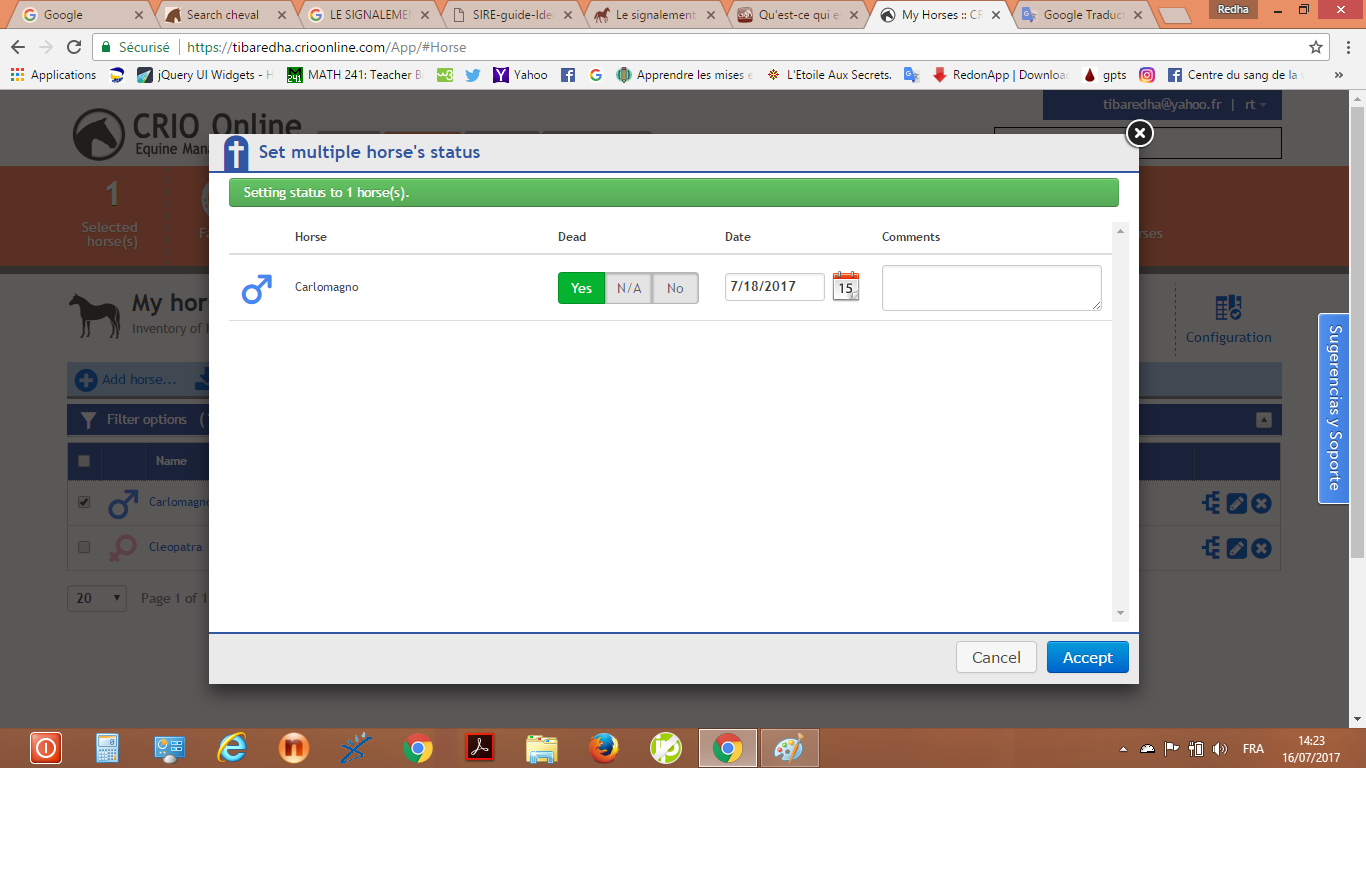 Google
Search cheval
LE SIGNALEMEN
SIRE-guide-Ide
Le signalement
Qu'est-ce qui e
My Horses :: CR
Google Traduct
Redha
Sécurisé
https://tibaredha.crioonline.com/App/#Horse
Applications
jQuery UI Widgets - H
MATH 241: Teacher B
Yahoo
Apprendre les mises e
L'Etoile Aux Secrets.
RedonApp | Download
gpts
Centre du sang de la
tibaredha@yahoo.fr | rt
CRIO Online
Equine Man
Set multiple horse's status
Setting status to 1 horse(s).
1
Selected
horse(s)
Fa
rses
Horse Dead Date Comments
Carlomagno Yes N/A No 7/18/2017 15
My hor
Inventory of h
Configuration
Sugerencias y Soporte
Add horse...
Filter options (
Name
Carlomagno
Cleopatra
20 Page 1 of 1
Cancel Accept
FRA
14:23
16/07/2017